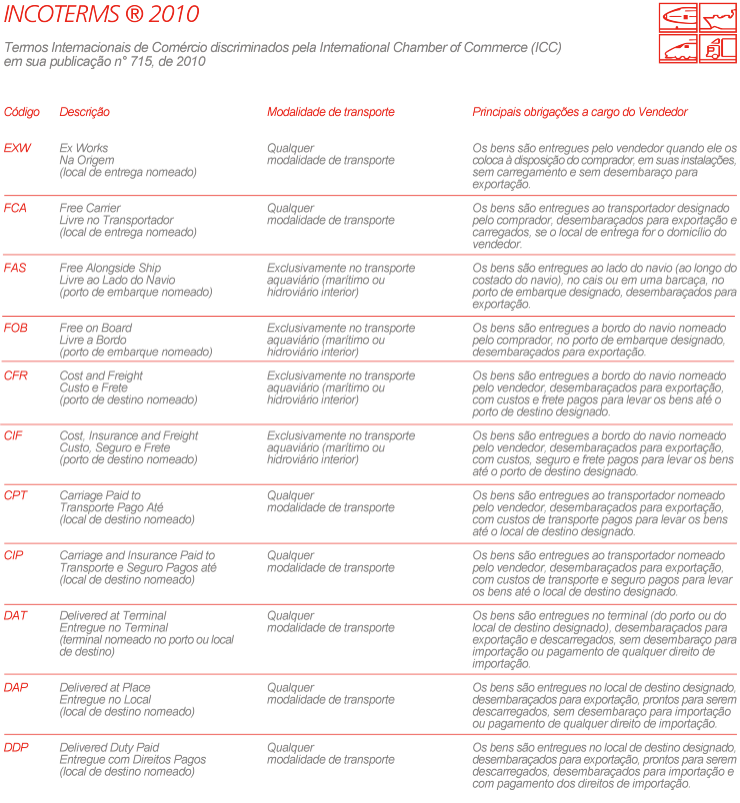 INCOTERMS ® 2010
Termos Internacionais de Comércio discriminados pela International Chamber of Commerce (ICC)
em sua publicação n° 715, de 2010
Código Descrição Modalidade de transporte Principais obrigações a cargo do Vendedor
EXW Ex Works Qualquer Os bens são entregues pelo vendedor quando ele os
Na Origem modalidade de transporte coloca à disposição do comprador, em suas instalações,
(local de entrega nomeado) sem carregamento e sem desembaraço para
exportação.
FCA Free Carrier Qualquer Os bens são entregues ao transportador designado
Livre no Transportador modalidade de transporte pelo comprador, desembaraçados para exportação e
(local de entrega nomeado) carregados, se o local de entrega for o domicílio do
vendedor.
FAS Free Alongside Ship Exclusivamente no transporte Os bens são entregues ao lado do navio (ao longo do
Livre ao Lado do Navio aquaviário (marítimo ou costado do navio), no cais ou em uma barcaça, no
(porto de embarque nomeado) hidroviário interior) porto de embarque designado, desembaraçados para
exportação.
FOB Free on Board Exclusivamente no transporte Os bens são entregues a bordo do navio nomeado
Livre a Bordo aquaviário (marítimo ou pelo comprador, no porto de embarque designado,
(porto de embarque nomeado) hidroviário interior) desembaraçados para exportação.
CFR Cost and Freight Exclusivamente no transporte Os bens são entregues a bordo do navio nomeado
Custo e Frete aquaviário (marítimo ou pelo vendedor, desembaraçados para exportação,
(porto de destino nomeado) hidroviário interior) com custos e frete pagos para levar os bens até o
porto de destino designado.
CIF Cost, Insurance and Freight Exclusivamente no transporte Os bens são entregues a bordo do navio nomeado
Custo, Seguro e Frete aquaviário (marítimo ou pelo vendedor, desembaraçados para exportação,
(porto de destino nomeado) hidroviário interior) com custos, seguro e frete pagos para levar os bens
até o porto de destino designado.
CPT Carriage Paid to Qualquer Os bens são entregues ao transportador nomeado
Transporte Pago Até modalidade de transporte pelo vendedor, desembaraçados para exportação,
(local de destino nomeado) com custos de transporte pagos para levar os bens
até o local de destino designado.
CIP Carriage and Insurance Paid to Qualquer Os bens são entregues ao transportador nomeado
Transporte e Seguro Pagos até modalidade de transporte pelo vendedor, desembaraçados para exportação,
(local de destino nomeado) com custos de transporte e seguro pagos para levar
os bens até o local de destino designado.
DAT Delivered at Terminal Qualquer Os bens são entregues no terminal (do porto ou do
Entregue no Terminal modalidade de transporte local de destino designado), desembaraçados para
(terminal nomeado no porto ou local exportação e descarregados, sem desembaraço para
de destino) importação ou pagamento de qualquer direito de
importação.
DAP Delivered at Place Qualquer Os bens são entregues no local de destino designado,
Entregue no Local modalidade de transporte desembaraçados para exportação, prontos para serem
(local de destino nomeado) descarregados, sem desembaraço para importação
ou pagamento de qualquer direito de importação.
DDP Delivered Duty Paid Qualquer Os bens são entregues no local de destino designado,
Entregue com Direitos Pagos modalidade de transporte desembaraçados para exportação, prontos para serem
(local de destino nomeado) descarregados, desembaraçados para importação e
com pagamento dos direitos de importação.